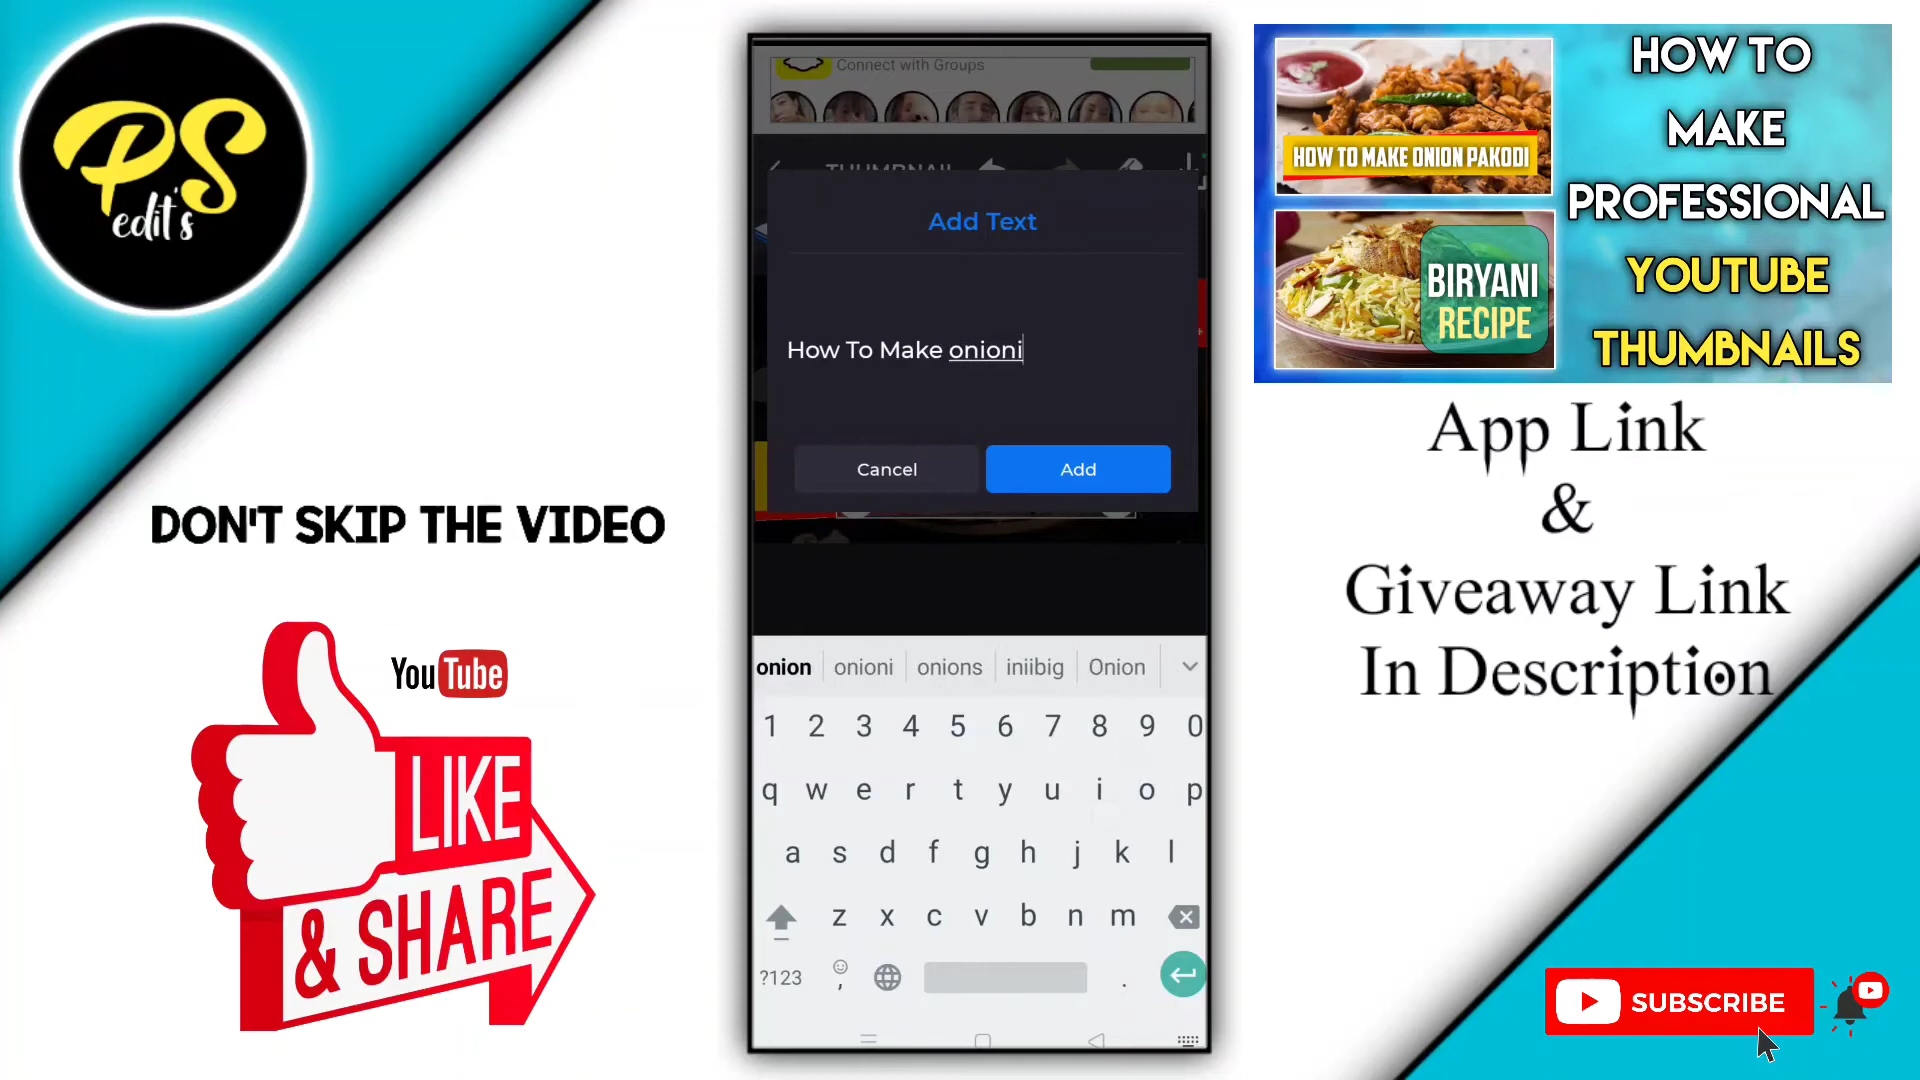 PS
edit's
DON'T SKIP THE VIDEO
YouTube
LIKE
& SHARE
Connect with Groups
THUMBNAIL
Add Text
How To Make onioni
Cancel
Add
onion onioni onions iniibig Onion
1 2 3 4 5 6 7 8 9 0
q w e r t y u i o p
a s d f g h j k l
z x c v b n m
?123 , .
HOW TO MAKE ONION PAKODI
BIRYANI
RECIPE
HOW TO
MAKE
PROFESSIONAL
YOUTUBE
THUMBNAILS
App Link
&
Giveaway Link
In Description
SUBSCRIBE